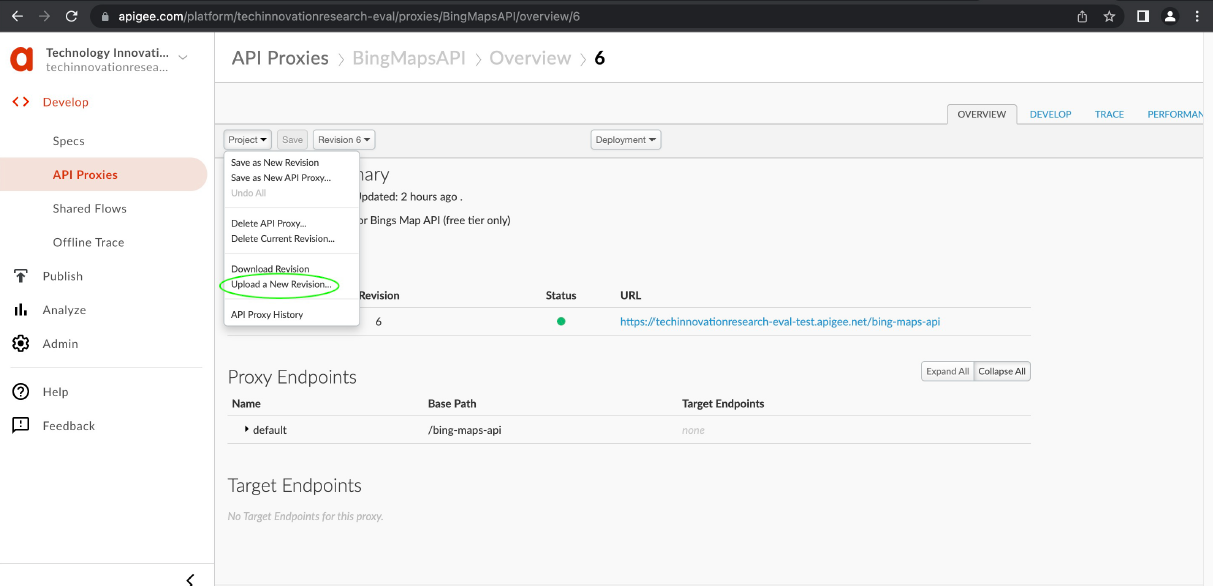 apigee.com/platform/techinnovationresearch-eval/proxies/BingMapsAPI/overview/6
Technology Innovati...
techinnovationresea...
API Proxies > BingMapsAPI > Overview > 6
Develop
Specs
API Proxies
Shared Flows
Offline Trace
Publish
Analyze
Admin
Help
Feedback
OVERVIEW DEVELOP TRACE PERFORMAN
Project Save Revision 6 Deployment
Save as New Revision
Save as New API Proxy...
Undo All
Delete API Proxy...
Delete Current Revision...
Download Revision
Upload a New Revision...
API Proxy History
mary
Updated: 2 hours ago .
or Bings Map API (free tier only)
Revision Status URL
6 https://techinnovationresearch-eval-test.apigee.net/bing-maps-api
Proxy Endpoints
Expand All Collapse All
Name Base Path Target Endpoints
default /bing-maps-api none
Target Endpoints
No Target Endpoints for this proxy.